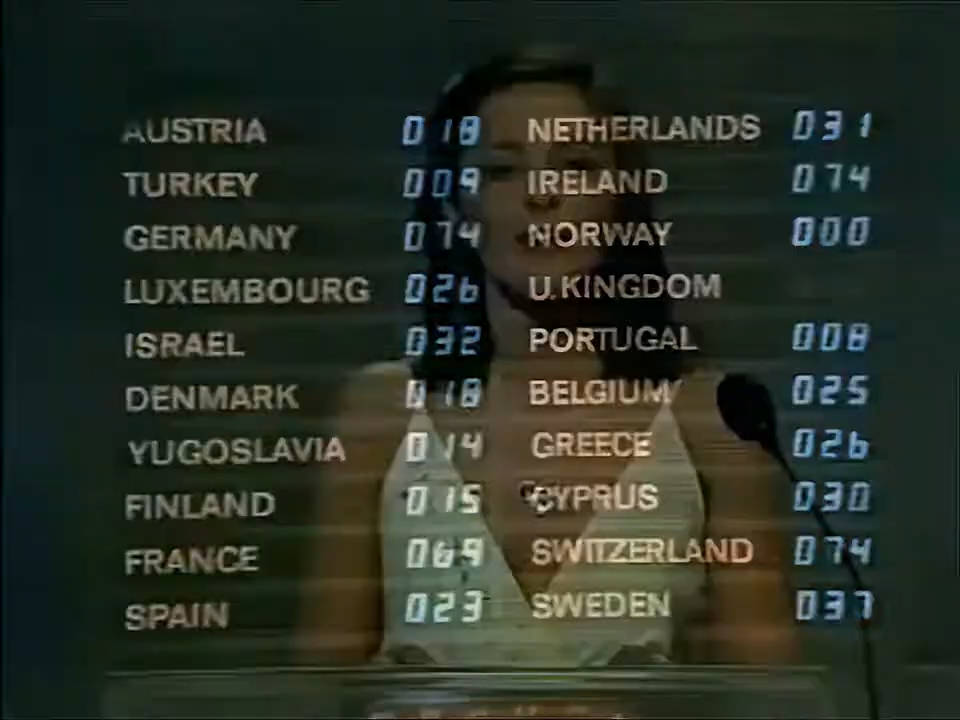 AUSTRIA 018 NETHERLANDS 031
TURKEY 009 IRELAND 074
GERMANY 074 NORWAY 000
LUXEMBOURG 026 U.KINGDOM
ISRAEL 032 PORTUGAL 008
DENMARK 018 BELGIUM 025
YUGOSLAVIA 014 GREECE 026
FINLAND 015 CYPRUS 030
FRANCE 069 SWITZERLAND 074
SPAIN 023 SWEDEN 037